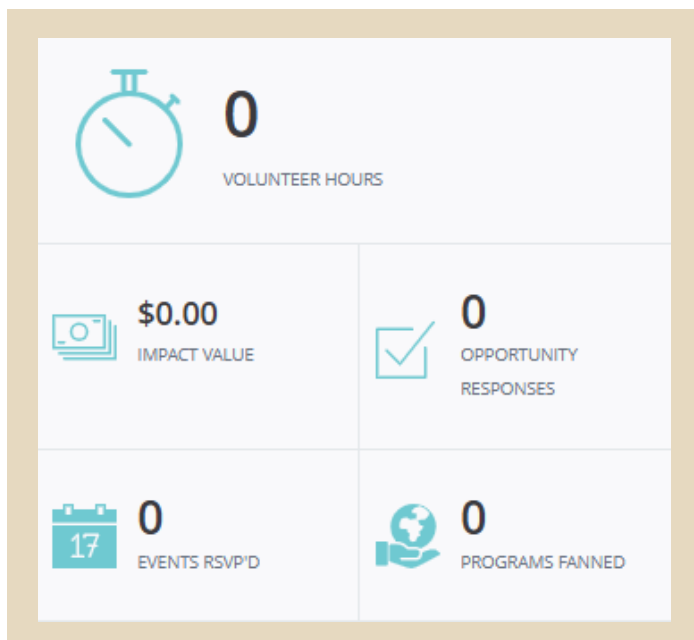 0
VOLUNTEER HOURS
$0.00
IMPACT VALUE
0
OPPORTUNITY
RESPONSES
17
0
EVENTS RSVP'D
0
PROGRAMS FANNED